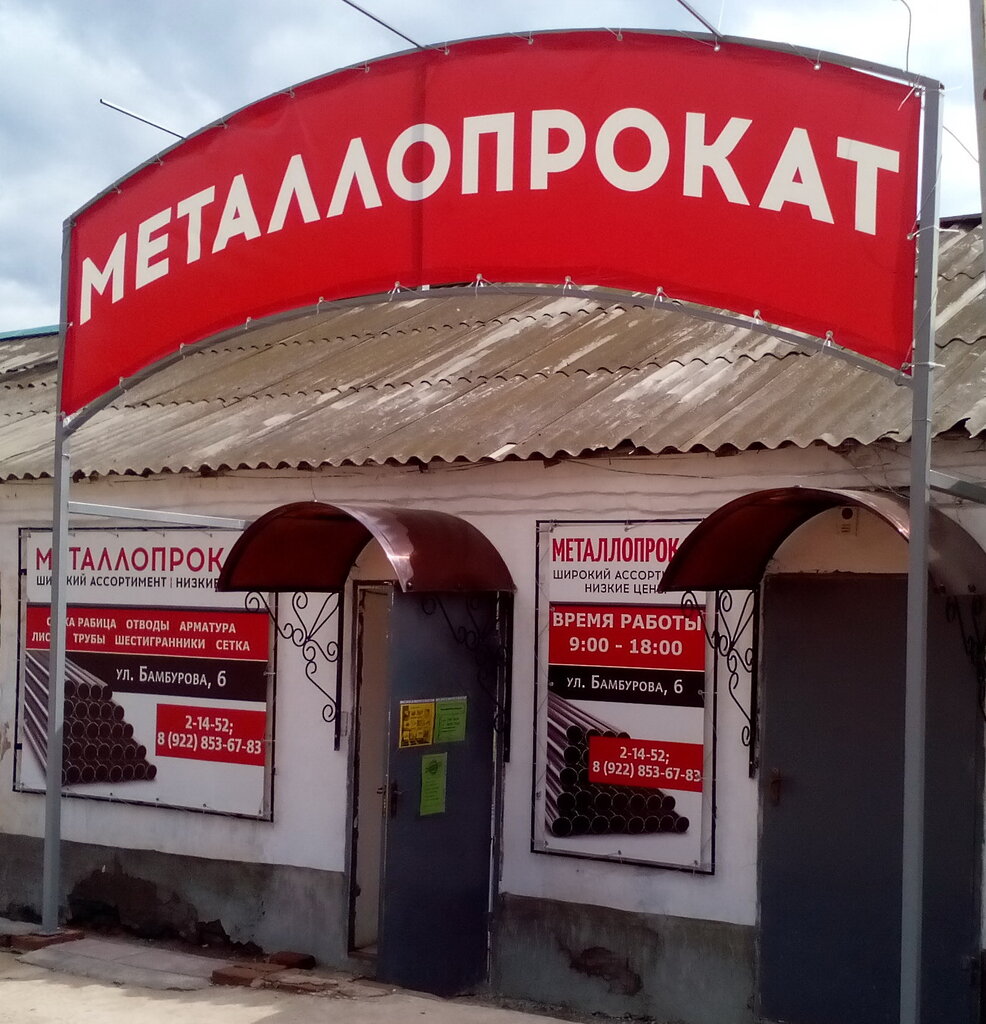 МЕТАЛЛОПРОКАТ
МЕТАЛЛОПРОК
ШИРОКИЙ АССОРТИМЕНТ | НИЗКИЕ
РАБИЦА ОТВОДЫ АРМАТУРА
ТРУБЫ ШЕСТИГРАННИКИ СЕТКА
УЛ. БАМБУРОВА, 6
2-14-52;
8 (922) 853-67-83
МЕТАЛЛОПРОК
ШИРОКИЙ АССОРТ
НИЗКИЕ ЦЕН
ВРЕМЯ РАБОТЫ
9:00 - 18:00
УЛ. БАМБУРОВА, 6
2-14-52;
8 (922) 853-67-83